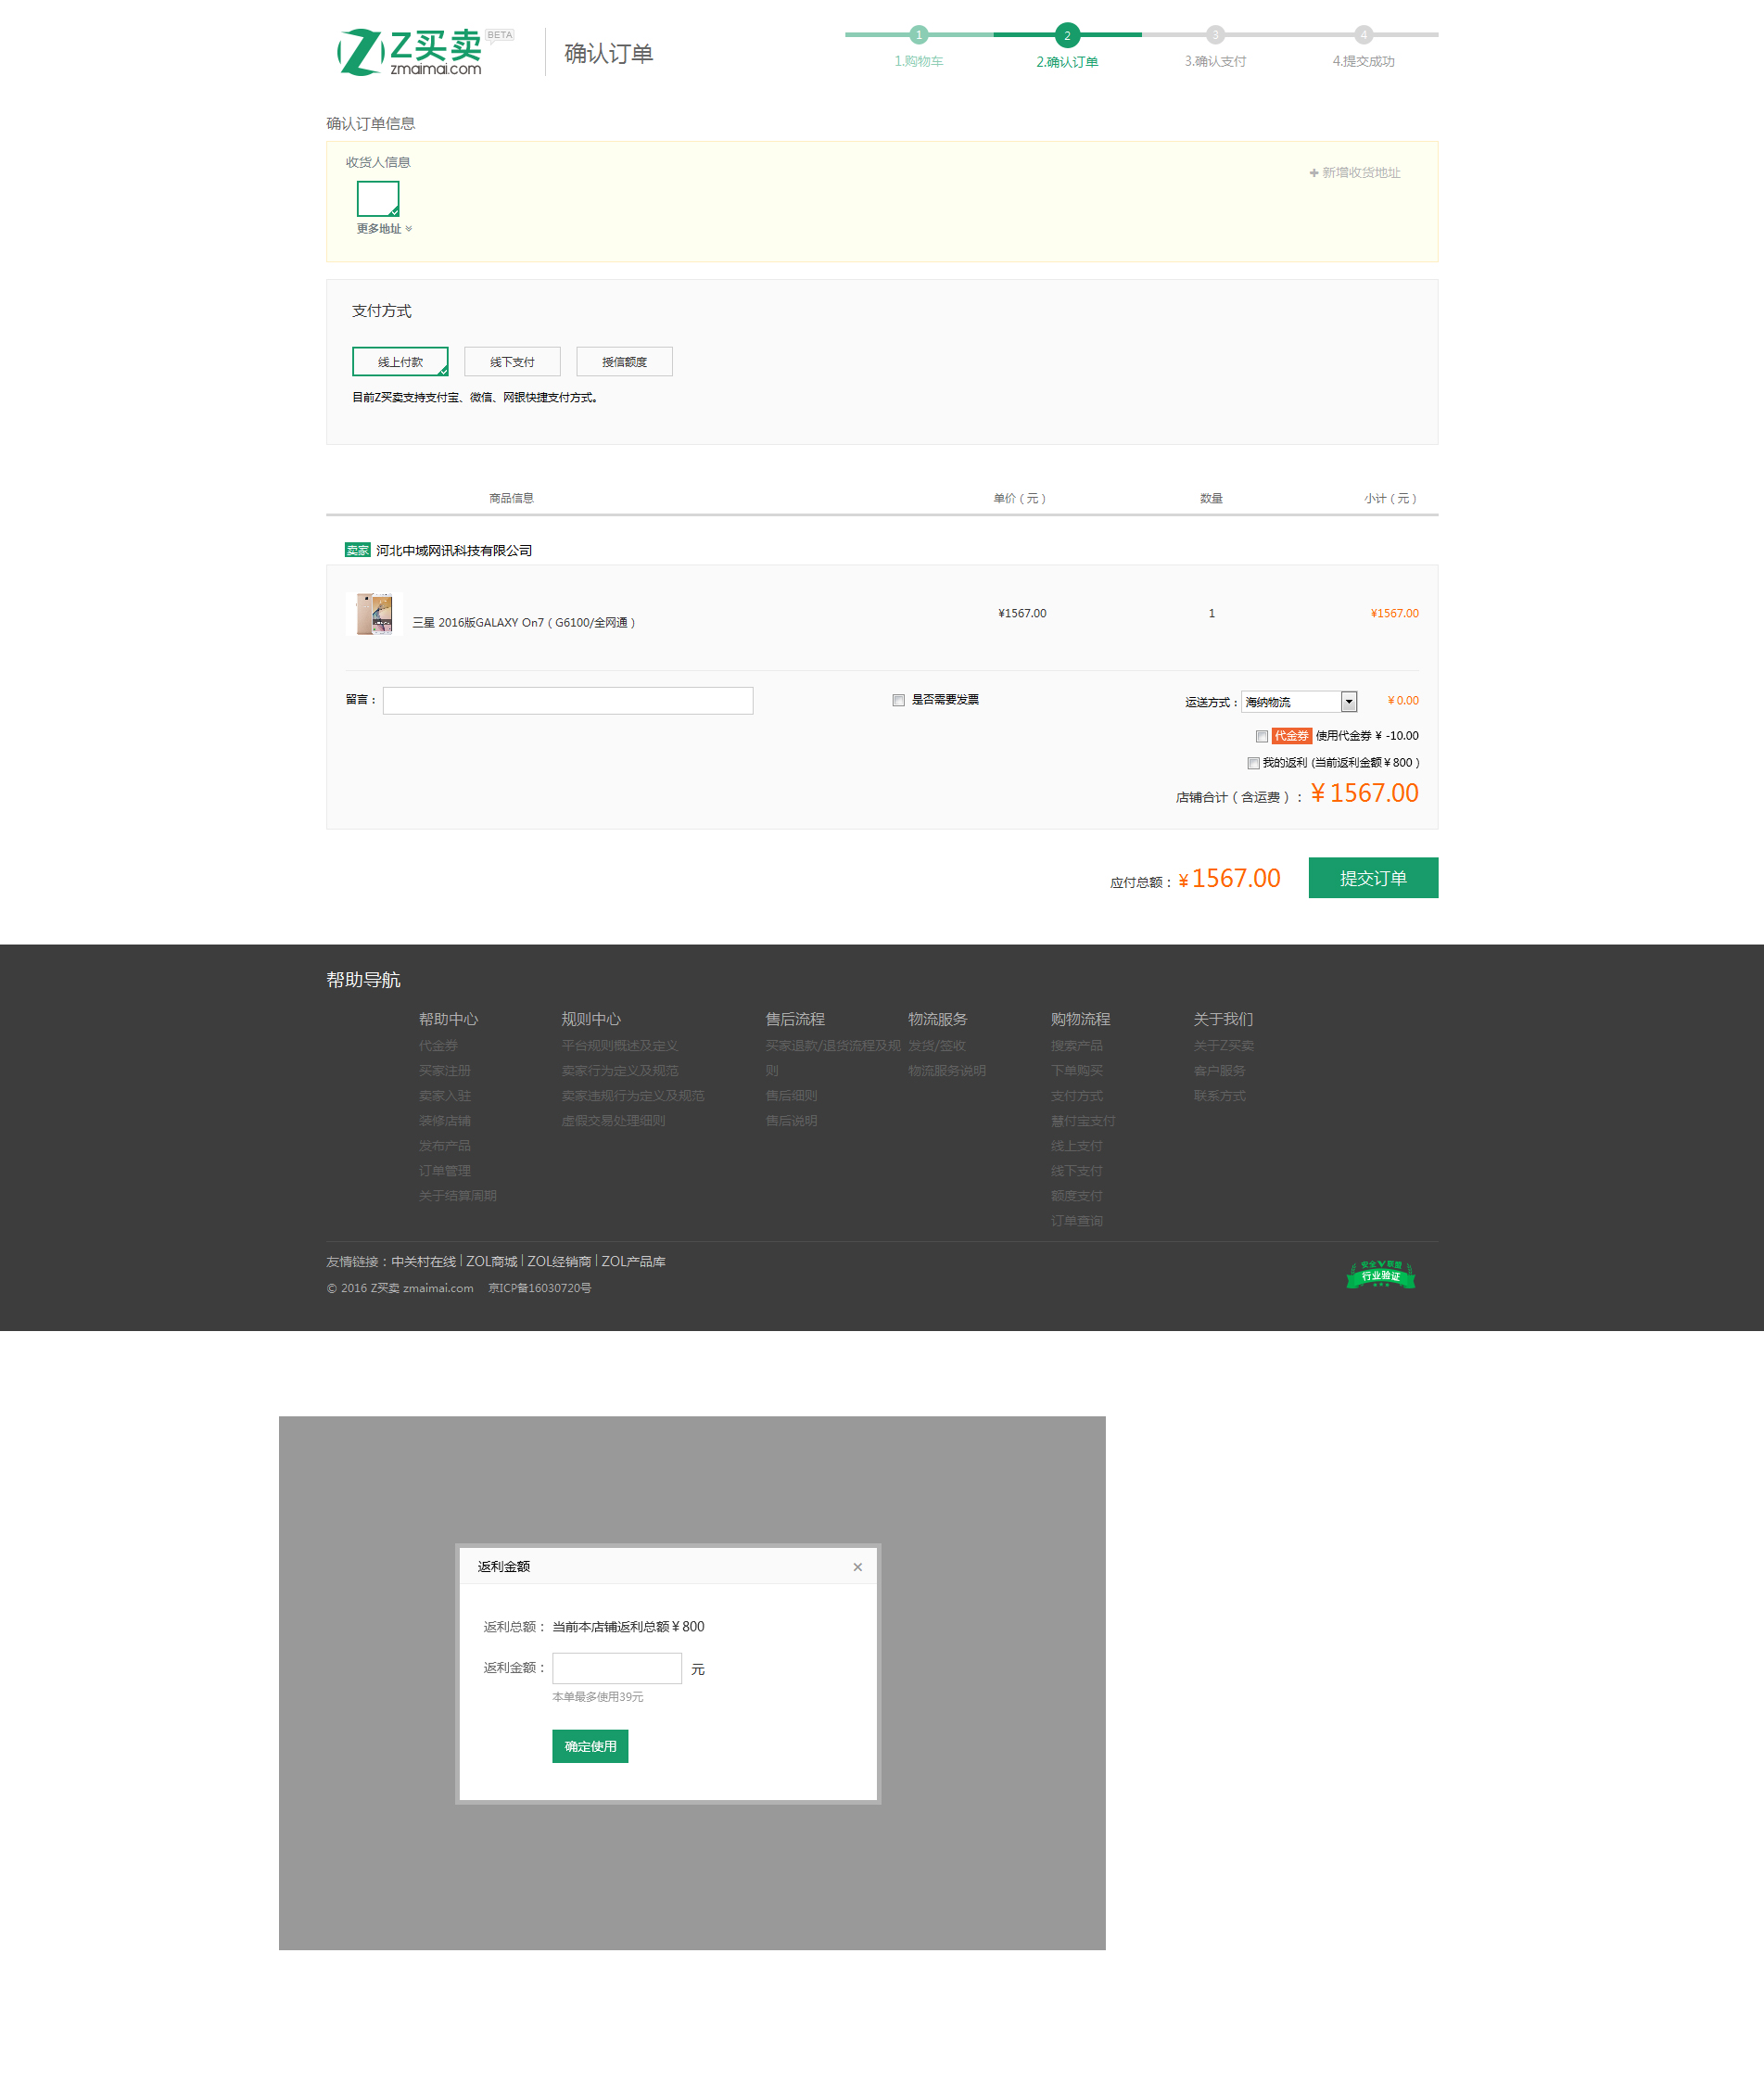 Z买卖 BETA
zmaimai.com
确认订单
1 2 3 4
1.购物车 2.确认订单 3.确认支付 4.提交成功
确认订单信息
收货人信息
+ 新增收货地址
更多地址
支付方式
线上付款 线下支付 授信额度
目前Z买卖支持支付宝、微信、网银快捷支付方式。
商品信息 单价（元） 数量 小计（元）
卖家 河北中域网讯科技有限公司
三星 2016版GALAXY On7（G6100/全网通） ¥1567.00 1 ¥1567.00
留言： 是否需要发票 运送方式：海纳物流 ￥0.00
代金券 使用代金券￥ -10.00
我的返利 (当前返利金额￥800）
店铺合计（含运费）：￥1567.00
应付总额：￥1567.00 提交订单
帮助导航
帮助中心 规则中心 售后流程 物流服务 购物流程 关于我们
代金券 平台规则概述及定义 买家退款/退货流程及规 发货/签收 搜索产品 关于Z买卖
买家注册 卖家行为定义及规范 则 物流服务说明 下单购买 客户服务
卖家入驻 卖家违规行为定义及规范 售后细则 支付方式 联系方式
装修店铺 虚假交易处理细则 售后说明 慧付宝支付
发布产品 线上支付
订单管理 线下支付
关于结算周期 额度支付
订单查询
友情链接：中关村在线 | ZOL商城 | ZOL经销商 | ZOL产品库
© 2016 Z买卖 zmaimai.com 京ICP备16030720号
安全V联盟
行业验证
返利金额 ×
返利总额： 当前本店铺返利总额￥800
返利金额： 元
本单最多使用39元
确定使用